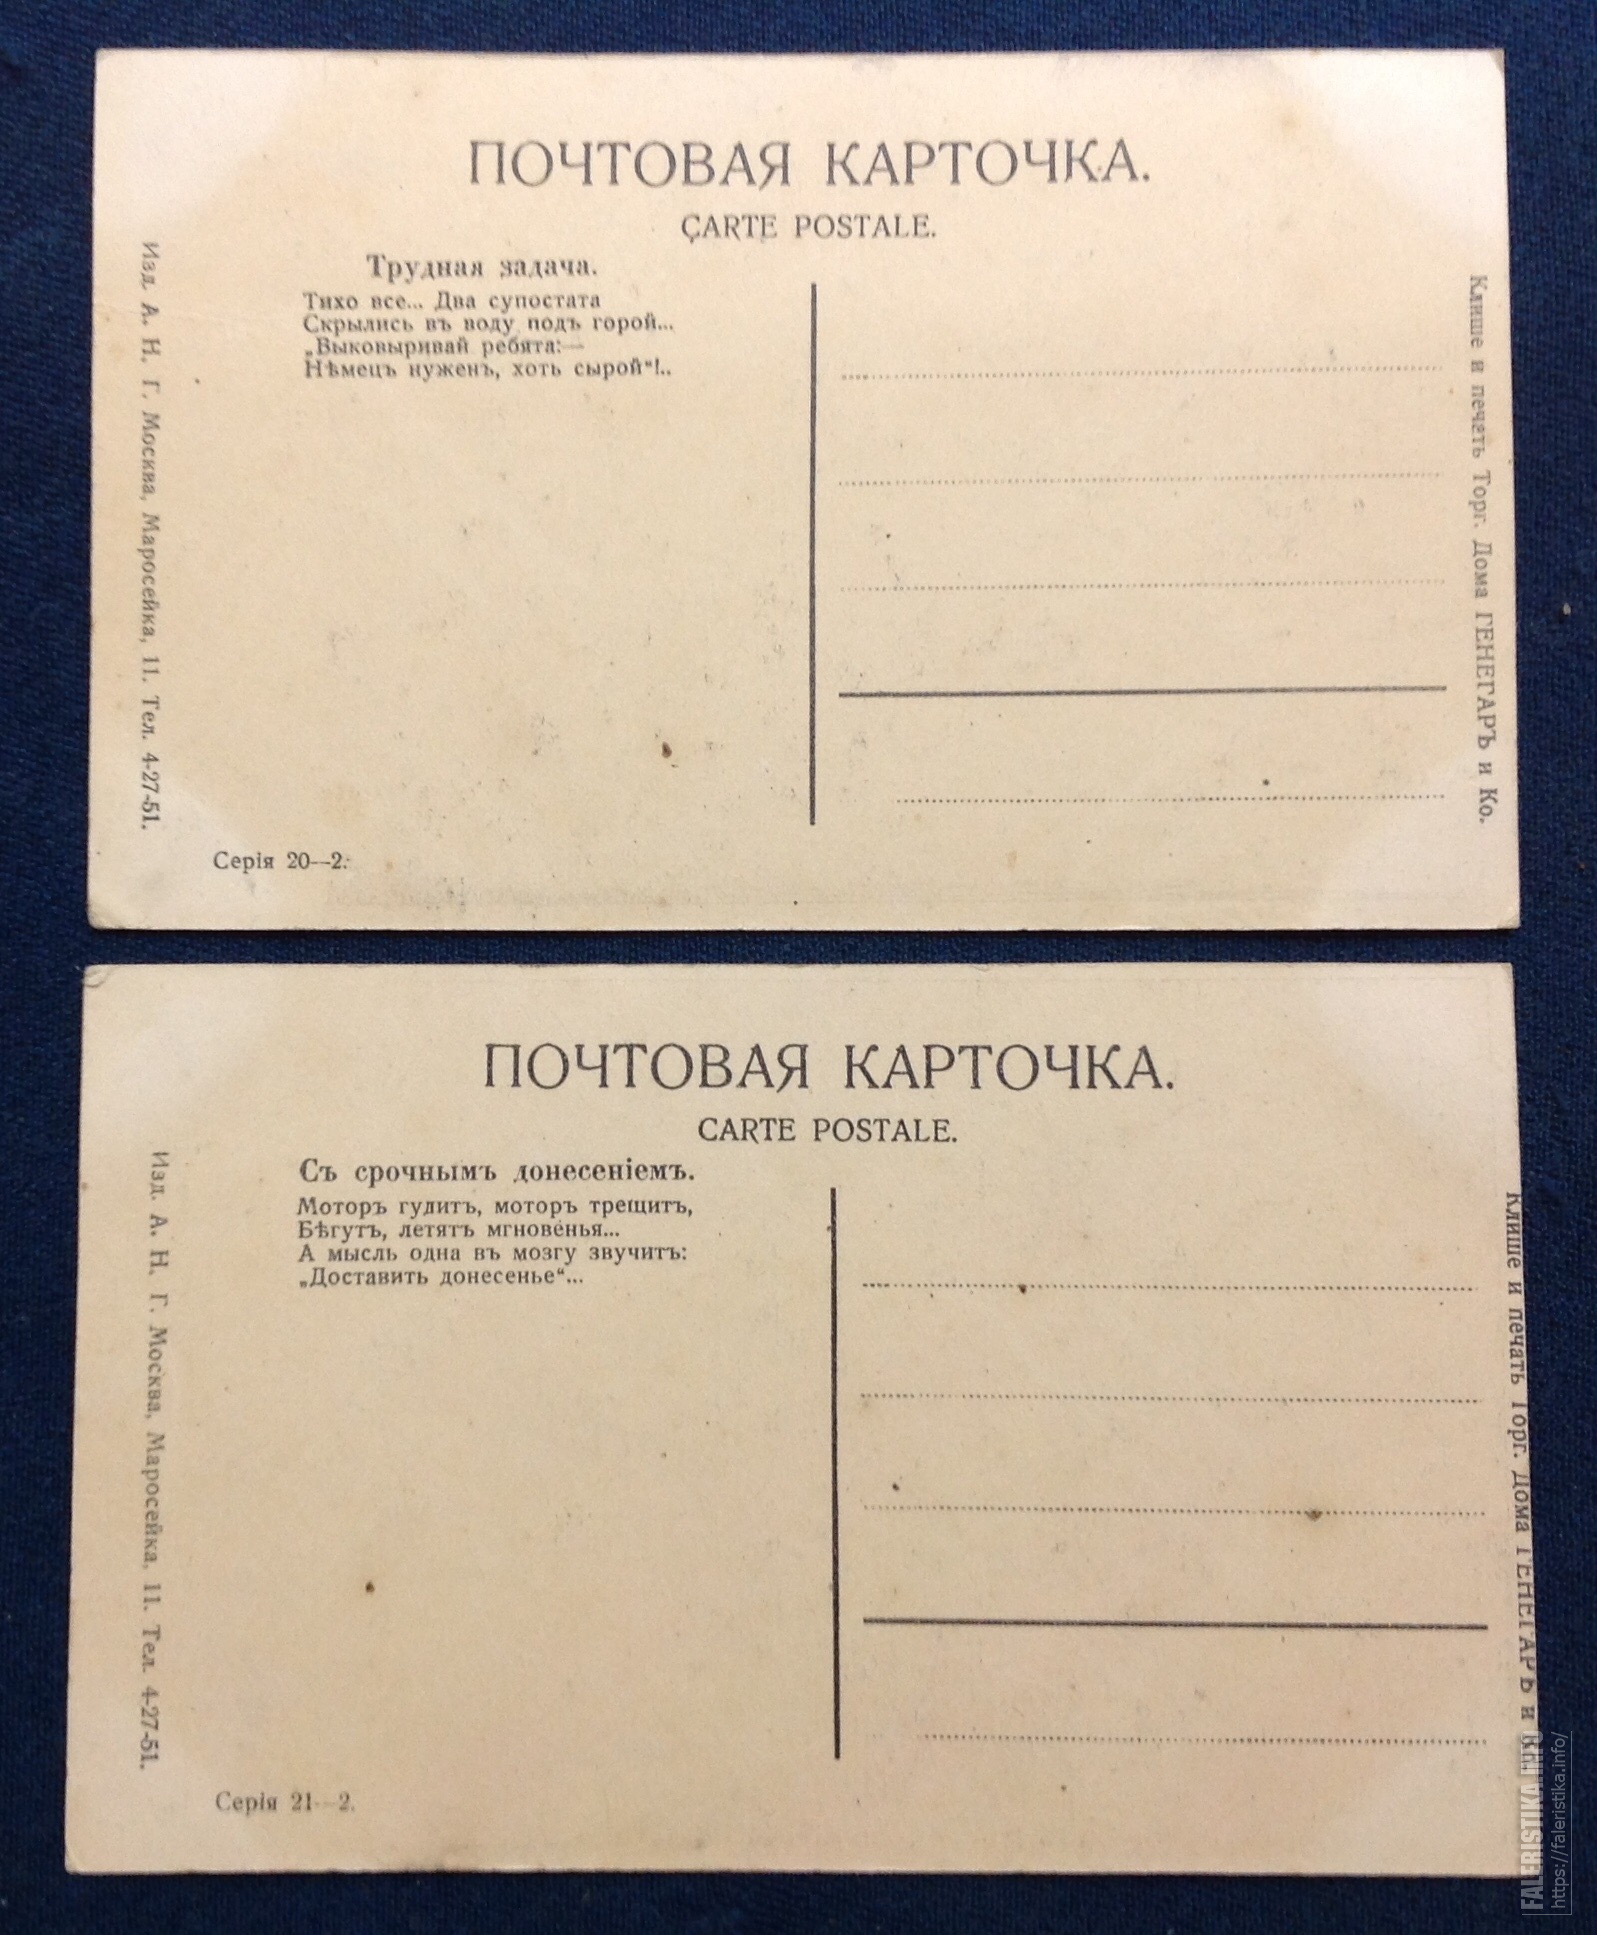 ПОЧТОВАЯ КАРТОЧКА.
CARTE POSTALE.
Трудная задача.
Тихо все... Два супостата
Скрылись въ воду подъ горой...
„Выковыривай ребята:—
Нѣмецъ нуженъ, хоть сырой“!..
Изд. А. Н. Г. Москва, Маросейка, 11. Тел. 4-27-51.
Клише и печать Торг. Дома ГЕНЕГАРЪ и Ко.
Серія 20—2.
ПОЧТОВАЯ КАРТОЧКА.
CARTE POSTALE.
Съ срочнымъ донесеніемъ.
Моторъ гудитъ, моторъ трещитъ,
Бѣгутъ, летятъ мгновенья...
А мысль одна въ мозгу звучитъ:
„Доставить донесенье“...
Изд. А. Н. Г. Москва, Маросейка, 11. Тел. 4-27-51.
Клише и печать Торг. Дома ГЕНЕГАРЪ и
Серія 21—2.
FALERISTIKA.INFO
https://faleristika.info/